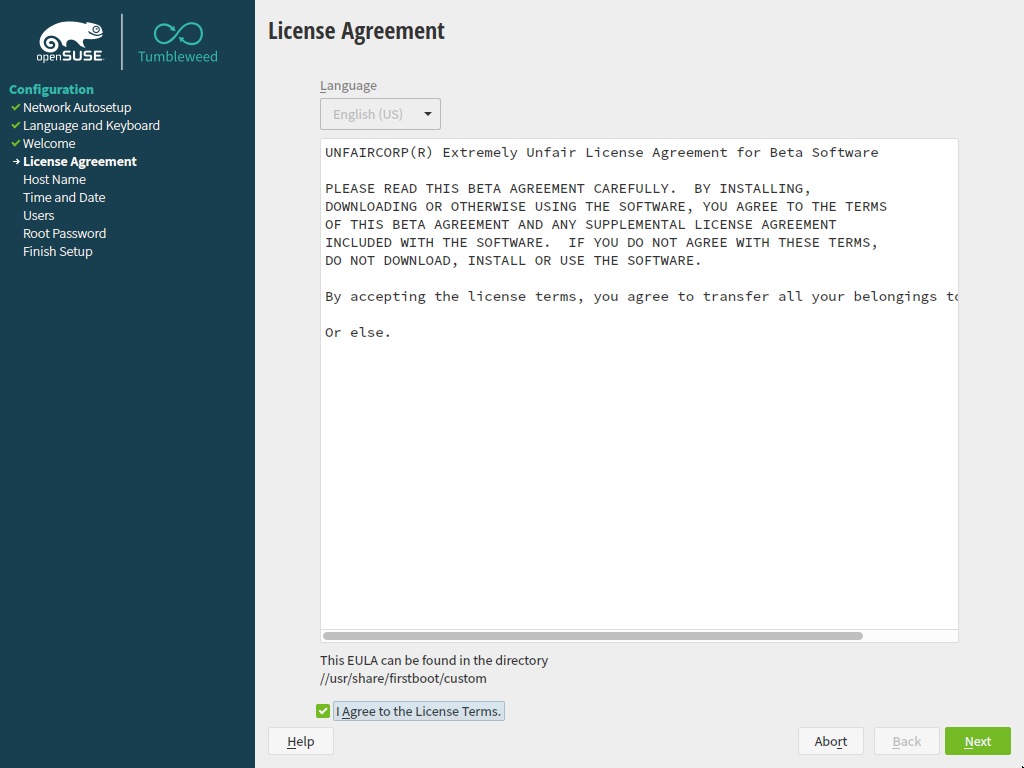 openSUSE
Tumbleweed
Configuration
Network Autosetup
Language and Keyboard
Welcome
License Agreement
Host Name
Time and Date
Users
Root Password
Finish Setup
License Agreement
Language
English (US)
UNFAIRCORP(R) Extremely Unfair License Agreement for Beta Software
PLEASE READ THIS BETA AGREEMENT CAREFULLY.  BY INSTALLING,
DOWNLOADING OR OTHERWISE USING THE SOFTWARE, YOU AGREE TO THE TERMS
OF THIS BETA AGREEMENT AND ANY SUPPLEMENTAL LICENSE AGREEMENT
INCLUDED WITH THE SOFTWARE.  IF YOU DO NOT AGREE WITH THESE TERMS,
DO NOT DOWNLOAD, INSTALL OR USE THE SOFTWARE.
By accepting the license terms, you agree to transfer all your belongings to
Or else.
This EULA can be found in the directory
//usr/share/firstboot/custom
I Agree to the License Terms.
Help
Abort
Back
Next